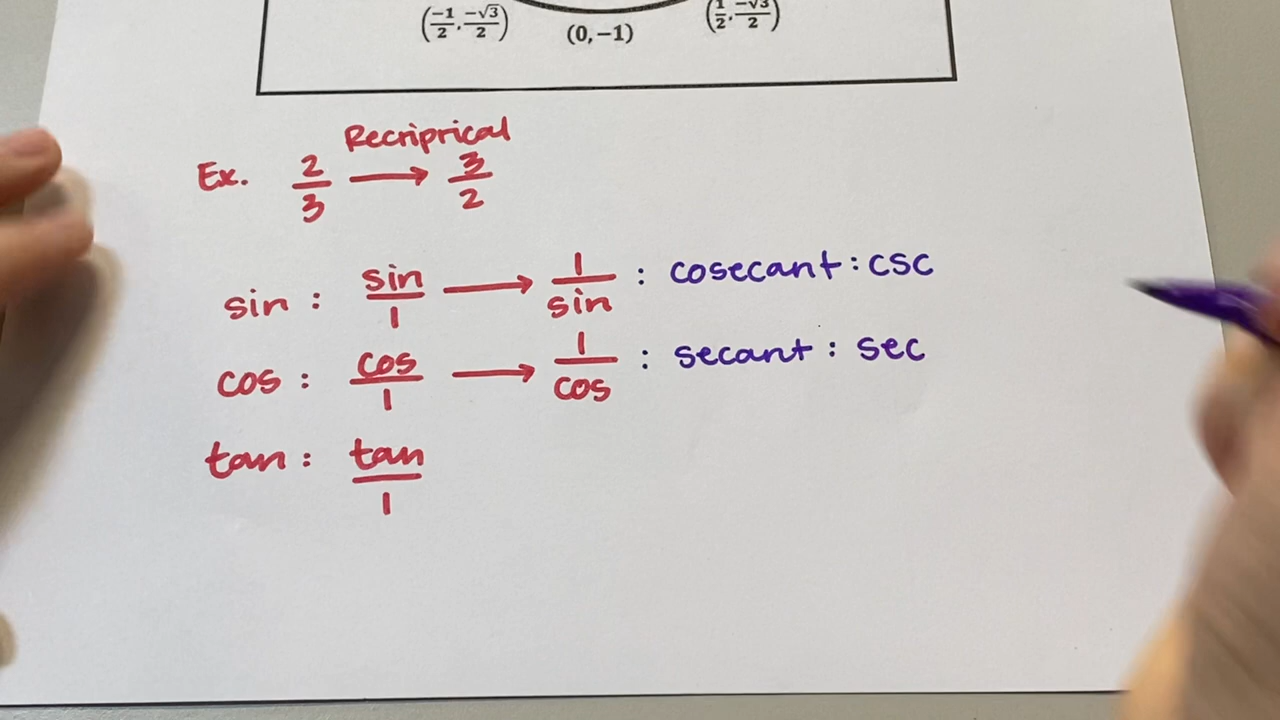 (-1/2, -√3/2) (0,-1) (1/2, -√3/2)
Recriprical
Ex. 2/3 → 3/2
sin : sin/1 → 1/sin : cosecant : csc
cos : cos/1 → 1/cos : secant : sec
tan : tan/1